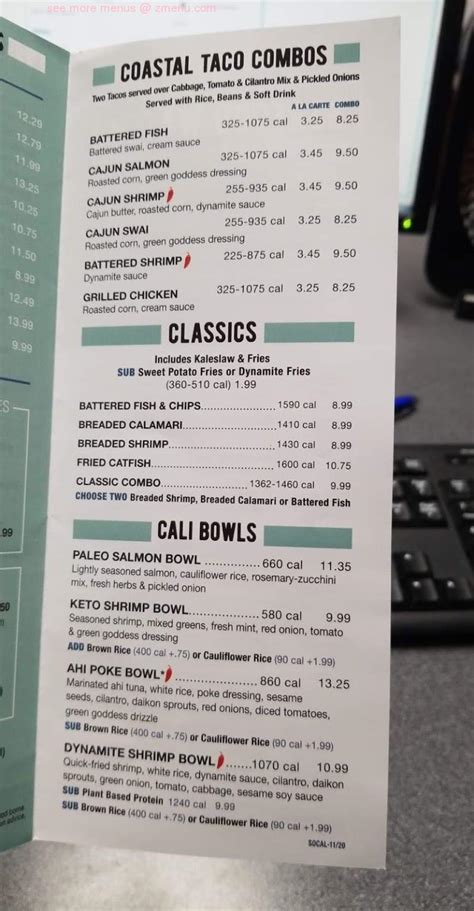 see more menus @ zmenu.com
COASTAL TACO COMBOS
Two Tacos served over Cabbage, Tomato & Cilantro Mix & Pickled Onions
Served with Rice, Beans & Soft Drink
A LA CARTE COMBO
BATTERED FISH 325-1075 cal 3.25 8.25
Battered swai, cream sauce
CAJUN SALMON 325-1075 cal 3.45 9.50
Roasted corn, green goddess dressing
CAJUN SHRIMP 255-935 cal 3.45 9.50
Cajun butter, roasted corn, dynamite sauce
CAJUN SWAI 255-935 cal 3.25 8.25
Roasted corn, green goddess dressing
BATTERED SHRIMP 225-875 cal 3.45 9.50
Dynamite sauce
GRILLED CHICKEN 325-1075 cal 3.25 8.25
Roasted corn, cream sauce
CLASSICS
Includes Kaleslaw & Fries
SUB Sweet Potato Fries or Dynamite Fries
(360-510 cal) 1.99
BATTERED FISH & CHIPS 1590 cal 8.99
BREADED CALAMARI 1410 cal 8.99
BREADED SHRIMP 1430 cal 8.99
FRIED CATFISH 1600 cal 10.75
CLASSIC COMBO 1362-1460 cal 9.99
CHOOSE TWO Breaded Shrimp, Breaded Calamari or Battered Fish
CALI BOWLS
PALEO SALMON BOWL 660 cal 11.35
Lightly seasoned salmon, cauliflower rice, rosemary-zucchini
mix, fresh herbs & pickled onion
KETO SHRIMP BOWL 580 cal 9.99
Seasoned shrimp, mixed greens, fresh mint, red onion, tomato
& green goddess dressing
ADD Brown Rice (400 cal +.75) or Cauliflower Rice (90 cal +1.99)
AHI POKE BOWL* 860 cal 13.25
Marinated ahi tuna, white rice, poke dressing, sesame
seeds, cilantro, daikon sprouts, red onions, diced tomatoes,
green goddess drizzle
SUB Brown Rice (400 cal +.75) or Cauliflower Rice (90 cal +1.99)
DYNAMITE SHRIMP BOWL 1070 cal 10.99
Quick-fried shrimp, white rice, dynamite sauce, cilantro, daikon
sprouts, green onion, tomato, cabbage, sesame soy sauce
SUB Plant Based Protein 1240 cal 9.99
SUB Brown Rice (400 cal +.75) or Cauliflower Rice (90 cal +1.99)
SOCAL-11/20
12.29
12.79
11.99
13.25
10.25
10.75
11.50
8.99
12.49
13.99
9.99
.99